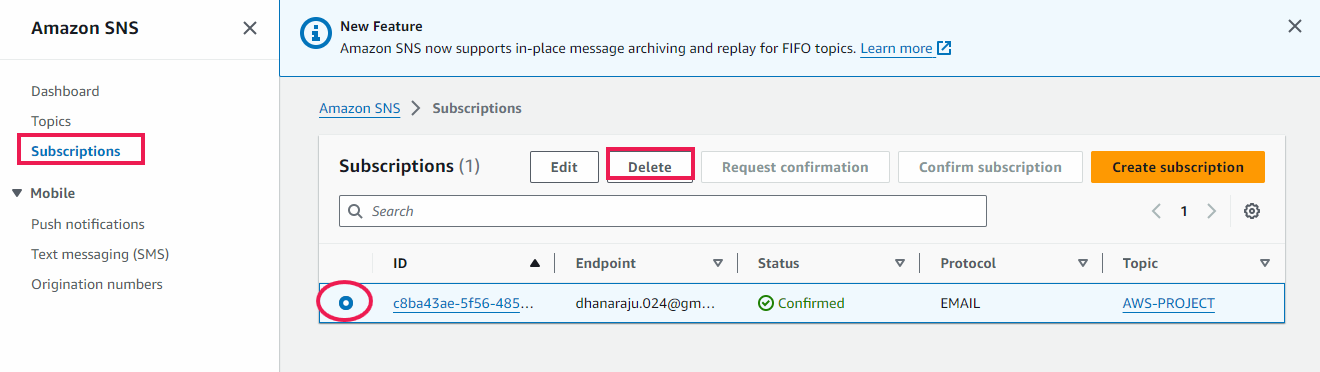 Amazon SNS
New Feature
Amazon SNS now supports in-place message archiving and replay for FIFO topics. Learn more
Dashboard
Topics
Subscriptions
Mobile
Push notifications
Text messaging (SMS)
Origination numbers
Amazon SNS > Subscriptions
Subscriptions (1) Edit Delete Request confirmation Confirm subscription Create subscription
Search 1
ID Endpoint Status Protocol Topic
c8ba43ae-5f56-485... dhanaraju.024@gm... Confirmed EMAIL AWS-PROJECT